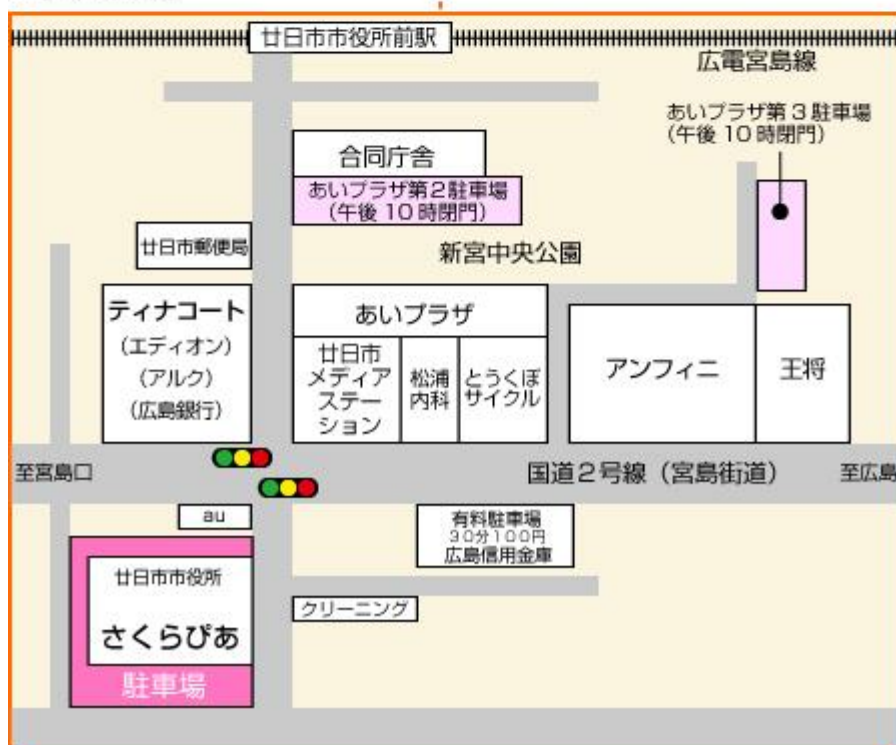 廿日市市役所前駅
広電宮島線
あいプラザ第３駐車場
（午後１０時閉門）
合同庁舎
あいプラザ第２駐車場
（午後１０時閉門）
廿日市郵便局
新宮中央公園
ティナコート
（エディオン）
（アルク）
（広島銀行）
あいプラザ
廿日市
メディア
ステー
ション
松浦
内科
とうくぼ
サイクル
アンフィニ
王将
至宮島口
国道２号線（宮島街道）
至広島
au
有料駐車場
３０分１００円
広島信用金庫
廿日市市役所
さくらぴあ
駐車場
クリーニング